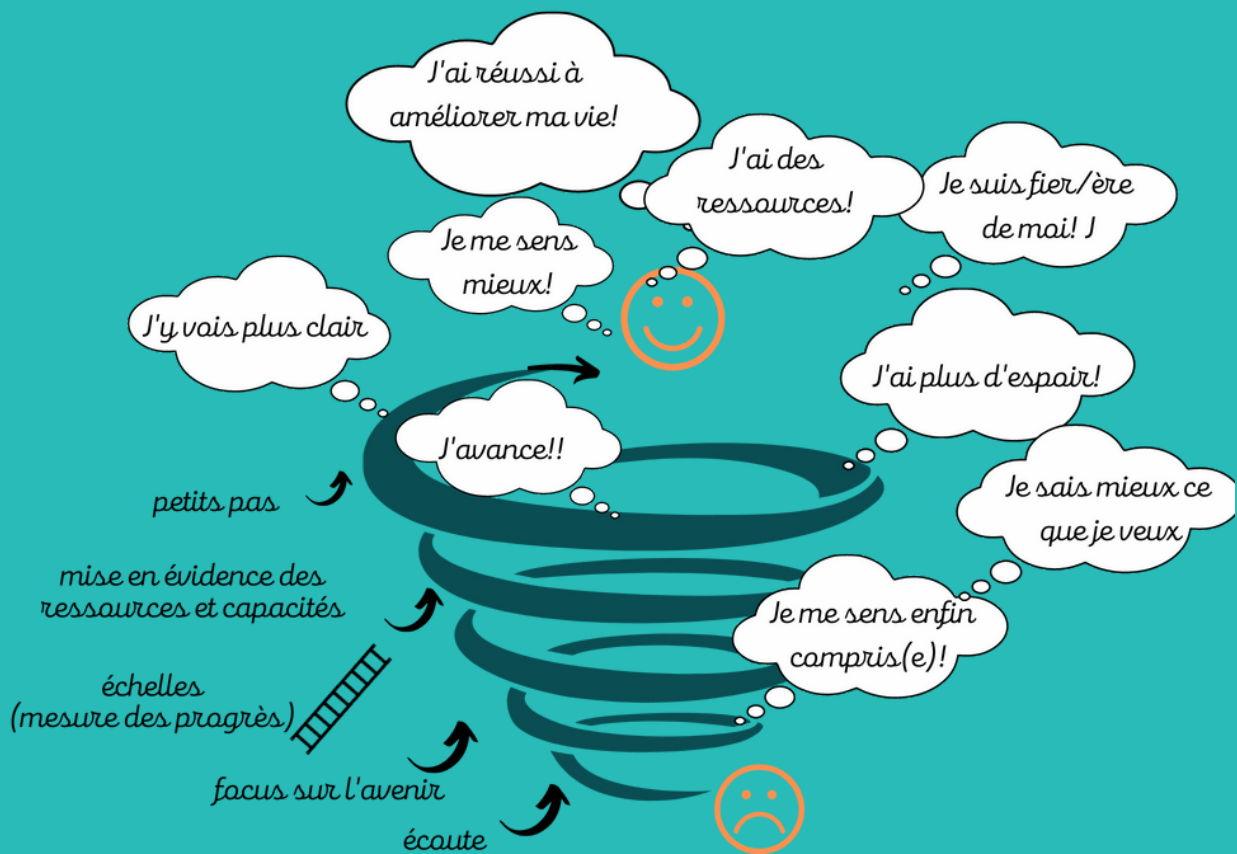 J'ai réussi à
améliorer ma vie!
J'ai des
ressources!
Je suis fier/ère
de moi! J
Je me sens
mieux!
J'y vois plus clair
J'ai plus d'espoir!
J'avance!!
Je sais mieux ce
que je veux
petits pas
mise en évidence des
ressources et capacités
Je me sens enfin
compris(e)!
échelles
(mesure des progrès)
focus sur l'avenir
écoute